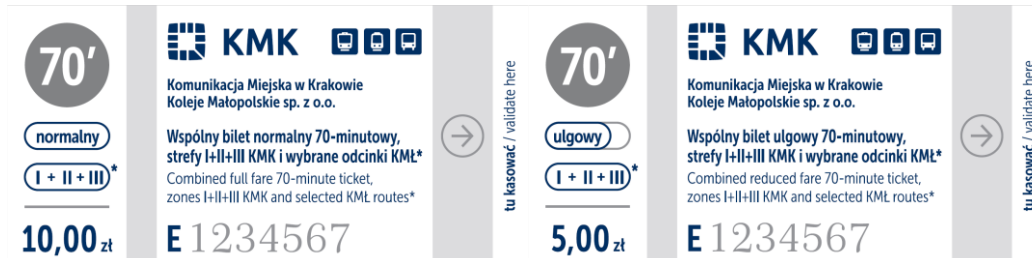 70’
normalny
I + II + III*
10,00 zł
KMK
Komunikacja Miejska w Krakowie
Koleje Małopolskie sp. z o.o.
Wspólny bilet normalny 70-minutowy,
strefy I+II+III KMK i wybrane odcinki KMŁ*
Combined full fare 70-minute ticket,
zones I+II+III KMK and selected KMŁ routes*
E 1234567
tu kasować / validate here
70’
ulgowy
I + II + III*
5,00 zł
KMK
Komunikacja Miejska w Krakowie
Koleje Małopolskie sp. z o.o.
Wspólny bilet ulgowy 70-minutowy,
strefy I+II+III KMK i wybrane odcinki KMŁ*
Combined reduced fare 70-minute ticket,
zones I+II+III KMK and selected KMŁ routes*
E 1234567
tu kasować / validate here